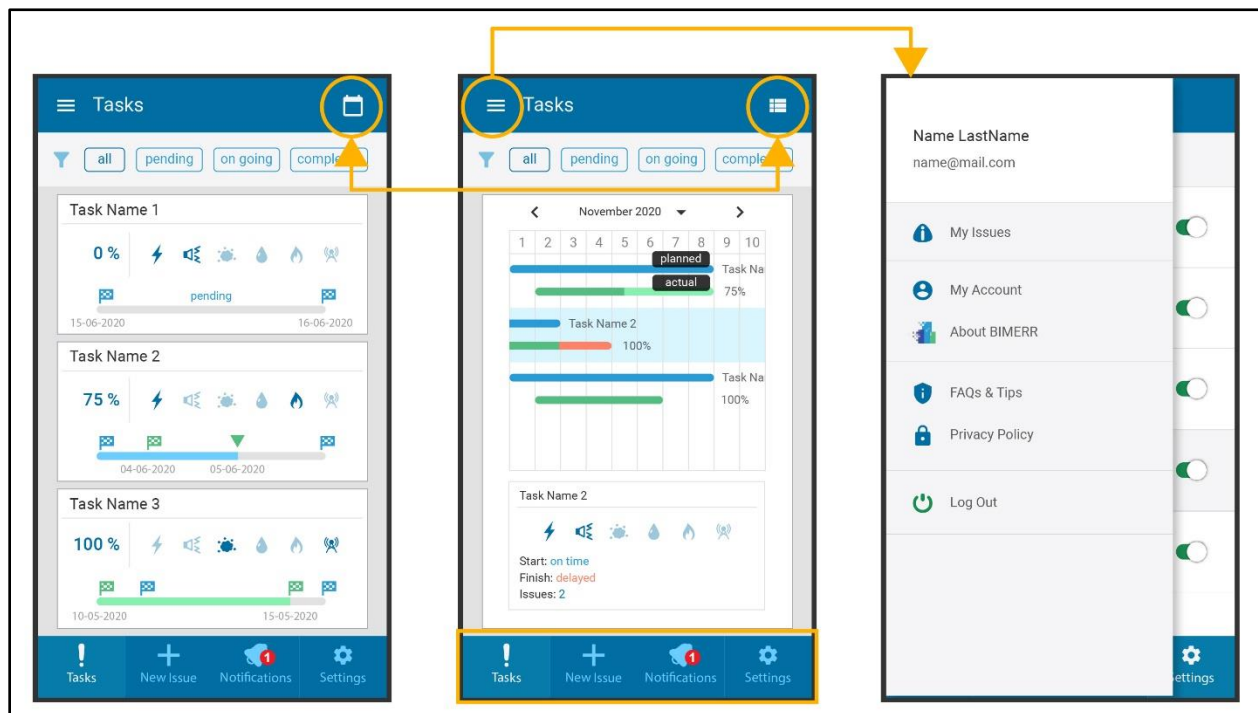 Tasks
all pending on going comple
Task Name 1
0 %
pending
15-06-2020 16-06-2020
Task Name 2
75 %
04-06-2020 05-06-2020
Task Name 3
100 %
10-05-2020 15-05-2020
Tasks New Issue Notifications 1 Settings
Tasks
all pending on going comple
November 2020
1 2 3 4 5 6 7 8 9 10
planned
Task Na
actual
75%
Task Name 2
100%
Task Na
100%
Task Name 2
Start: on time
Finish: delayed
Issues: 2
Tasks New Issue Notifications 1 Settings
Name LastName
name@mail.com
My Issues
My Account
About BIMERR
FAQs & Tips
Privacy Policy
Log Out
ettings